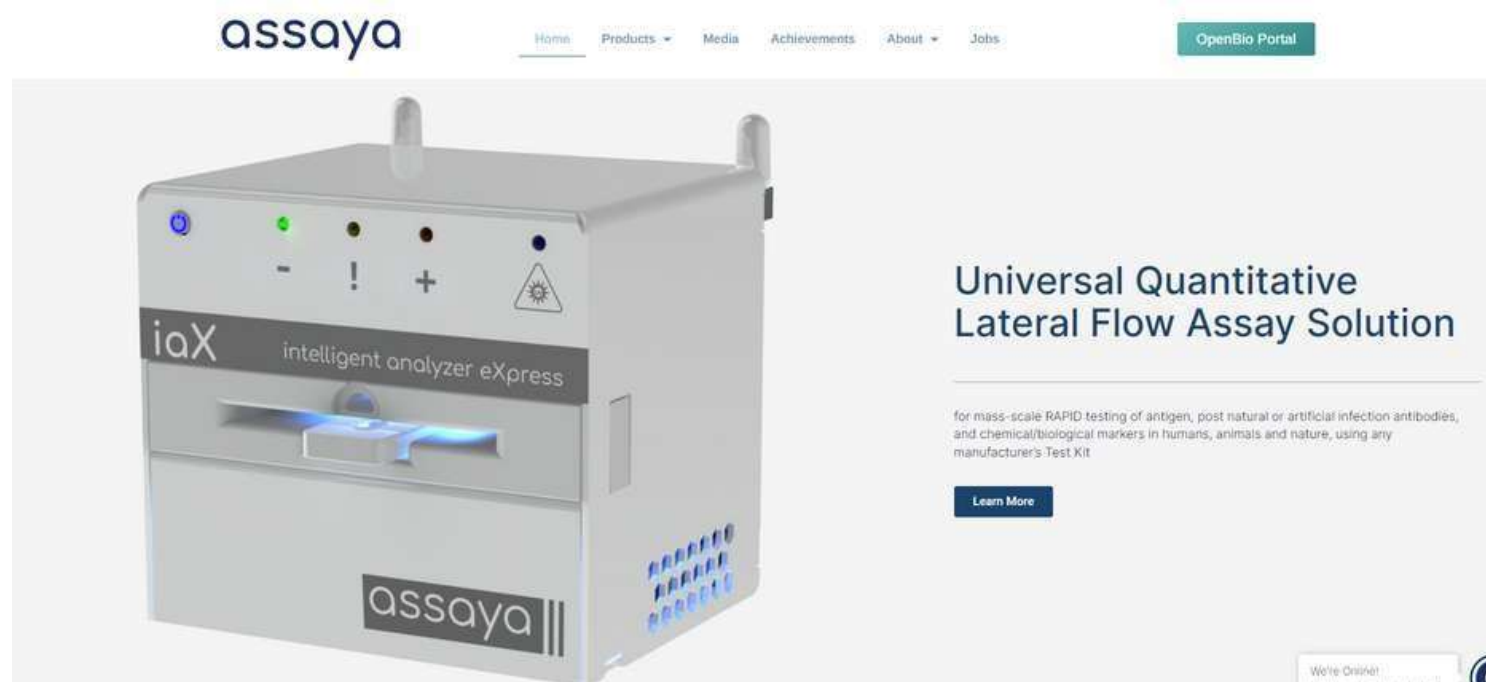 assaya
Home Products Media Achievements About Jobs
OpenBio Portal
- ! +
iaX intelligent analyzer eXpress
assaya
Universal Quantitative
Lateral Flow Assay Solution
for mass-scale RAPID testing of antigen, post natural or artificial infection antibodies,
and chemical/biological markers in humans, animals and nature, using any
manufacturer's Test Kit
Learn More
We're Online!